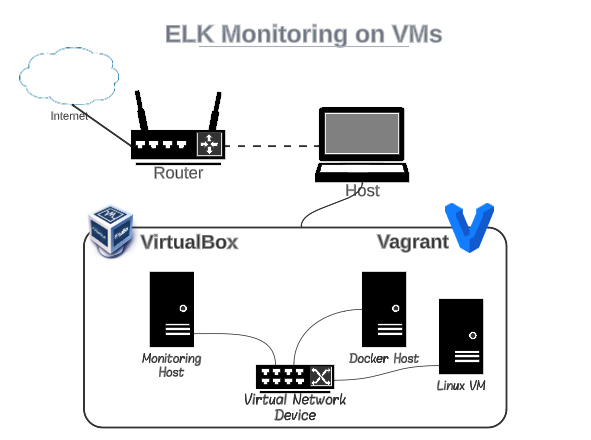 ELK Monitoring on VMs
Internet
Router
Host
VirtualBox
Vagrant
Monitoring
Host
Docker Host
Linux VM
Virtual Network
Device